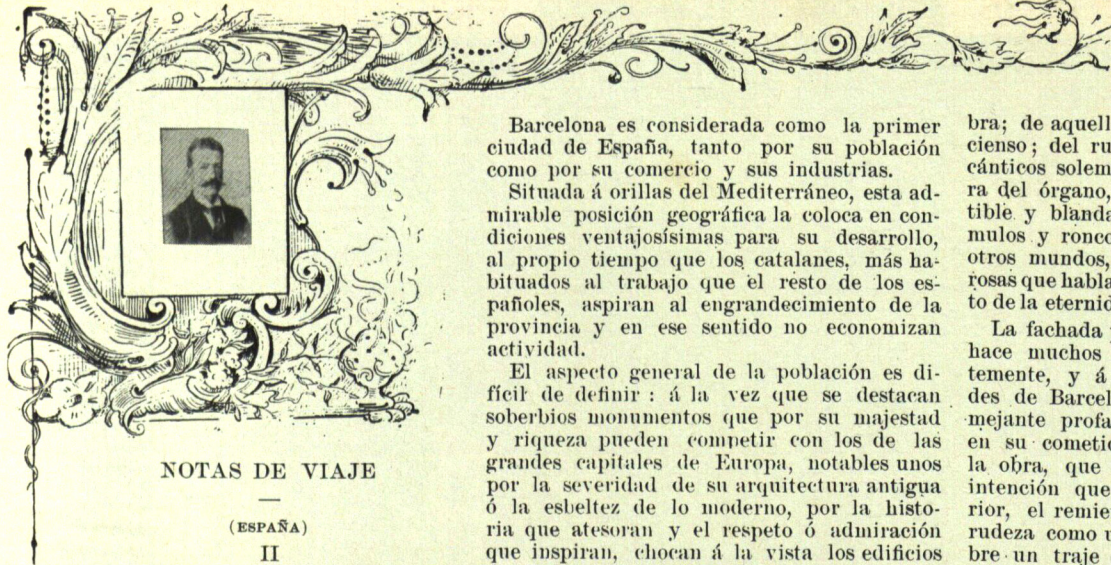 NOTAS DE VIAJE
(ESPAÑA)
II
Barcelona es considerada como la primer
ciudad de España, tanto por su población
como por su comercio y sus industrias.
Situada á orillas del Mediterráneo, esta ad-
mirable posición geográfica la coloca en con-
diciones ventajosísimas para su desarrollo,
al propio tiempo que los catalanes, más ha-
bituados al trabajo que el resto de los es-
pañoles, aspiran al engrandecimiento de la
provincia y en ese sentido no economizan
actividad.
El aspecto general de la población es di-
fícil de definir : á la vez que se destacan
soberbios monumentos que por su majestad
y riqueza pueden competir con los de las
grandes capitales de Europa, notables unos
por la severidad de su arquitectura antigua
ó la esbeltez de lo moderno, por la histo-
ria que atesoran y el respeto ó admiración
que inspiran, chocan á la vista los edificios
bra; de aquell
cienso; del ru
cánticos solem
ra del órgano,
tible y blanda
mulos y ronco
otros mundos,
rosas que habla
to de la eternid
La fachada
hace muchos
temente, y á
des de Barcel
mejante profa
en su cometid
la obra, que
intención que
rior, el remie
rudeza como u
bre un traje